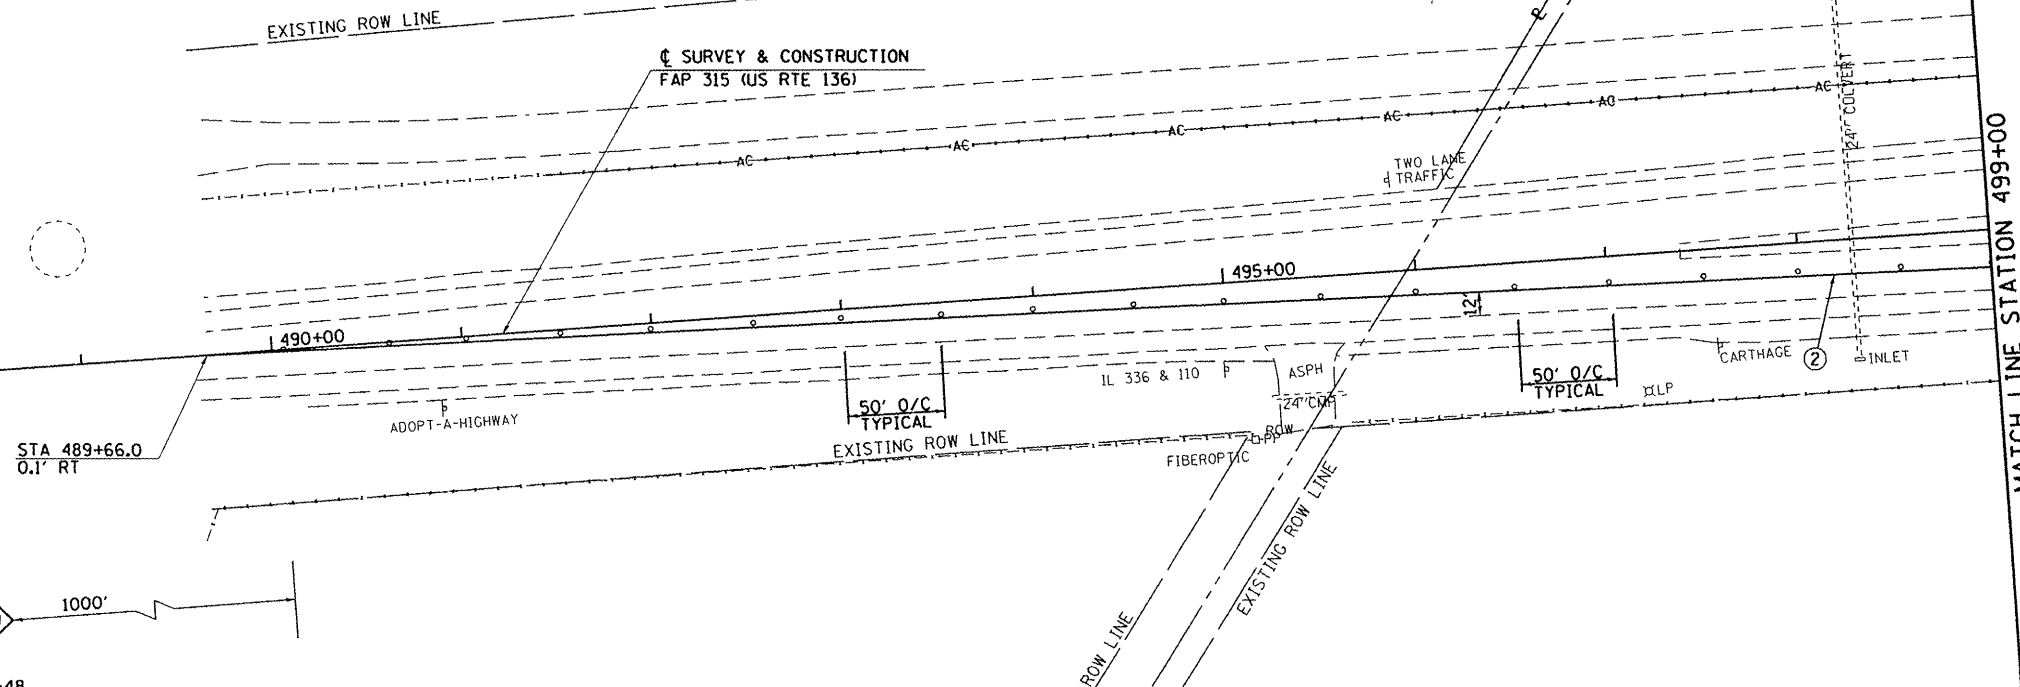 EXISTING ROW LINE
℄ SURVEY & CONSTRUCTION
FAP 315 (US RTE 136)
24" CULVERT
AC
AC
AC
AC
AC
AC
TWO LANE
TRAFFIC
MATCH LINE STATION 499+00
495+00
490+00
12'
ASPH
IL 336 & 110
CARTHAGE
2
INLET
50' O/C
TYPICAL
LP
24" CMP
50' O/C
TYPICAL
ADOPT-A-HIGHWAY
ROW
PP
EXISTING ROW LINE
FIBEROPTIC
STA 489+66.0
0.1' RT
EXISTING ROW LINE
1000'
ROW LINE